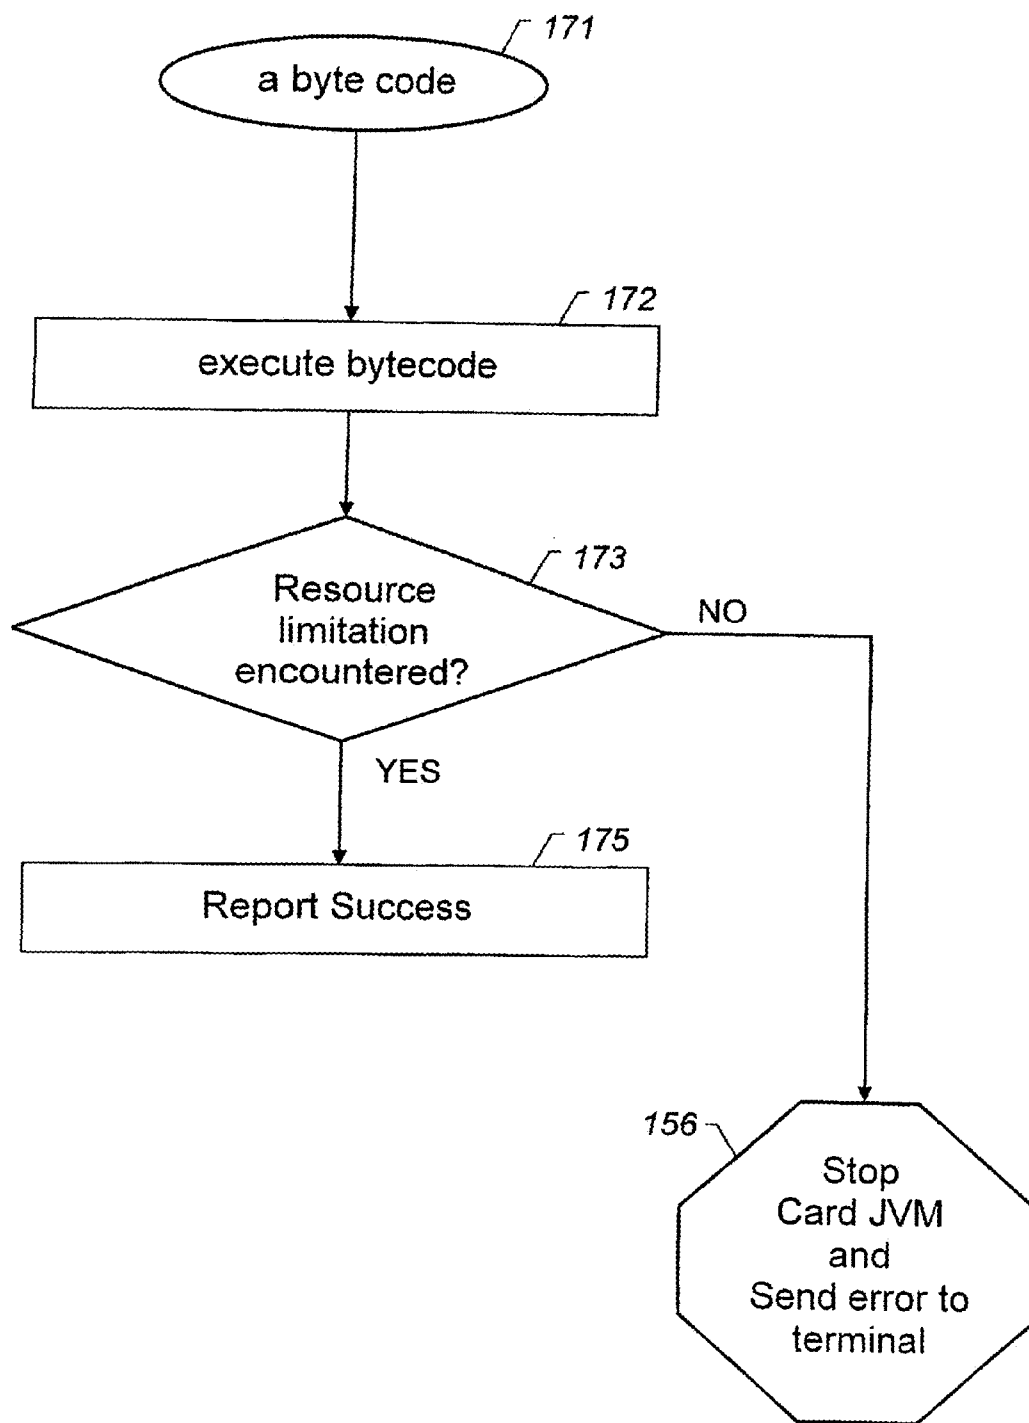 171
a byte code
172
execute bytecode
173
Resource
limitation
encountered?
NO
YES
175
Report Success
156
Stop
Card JVM
and
Send error to
terminal